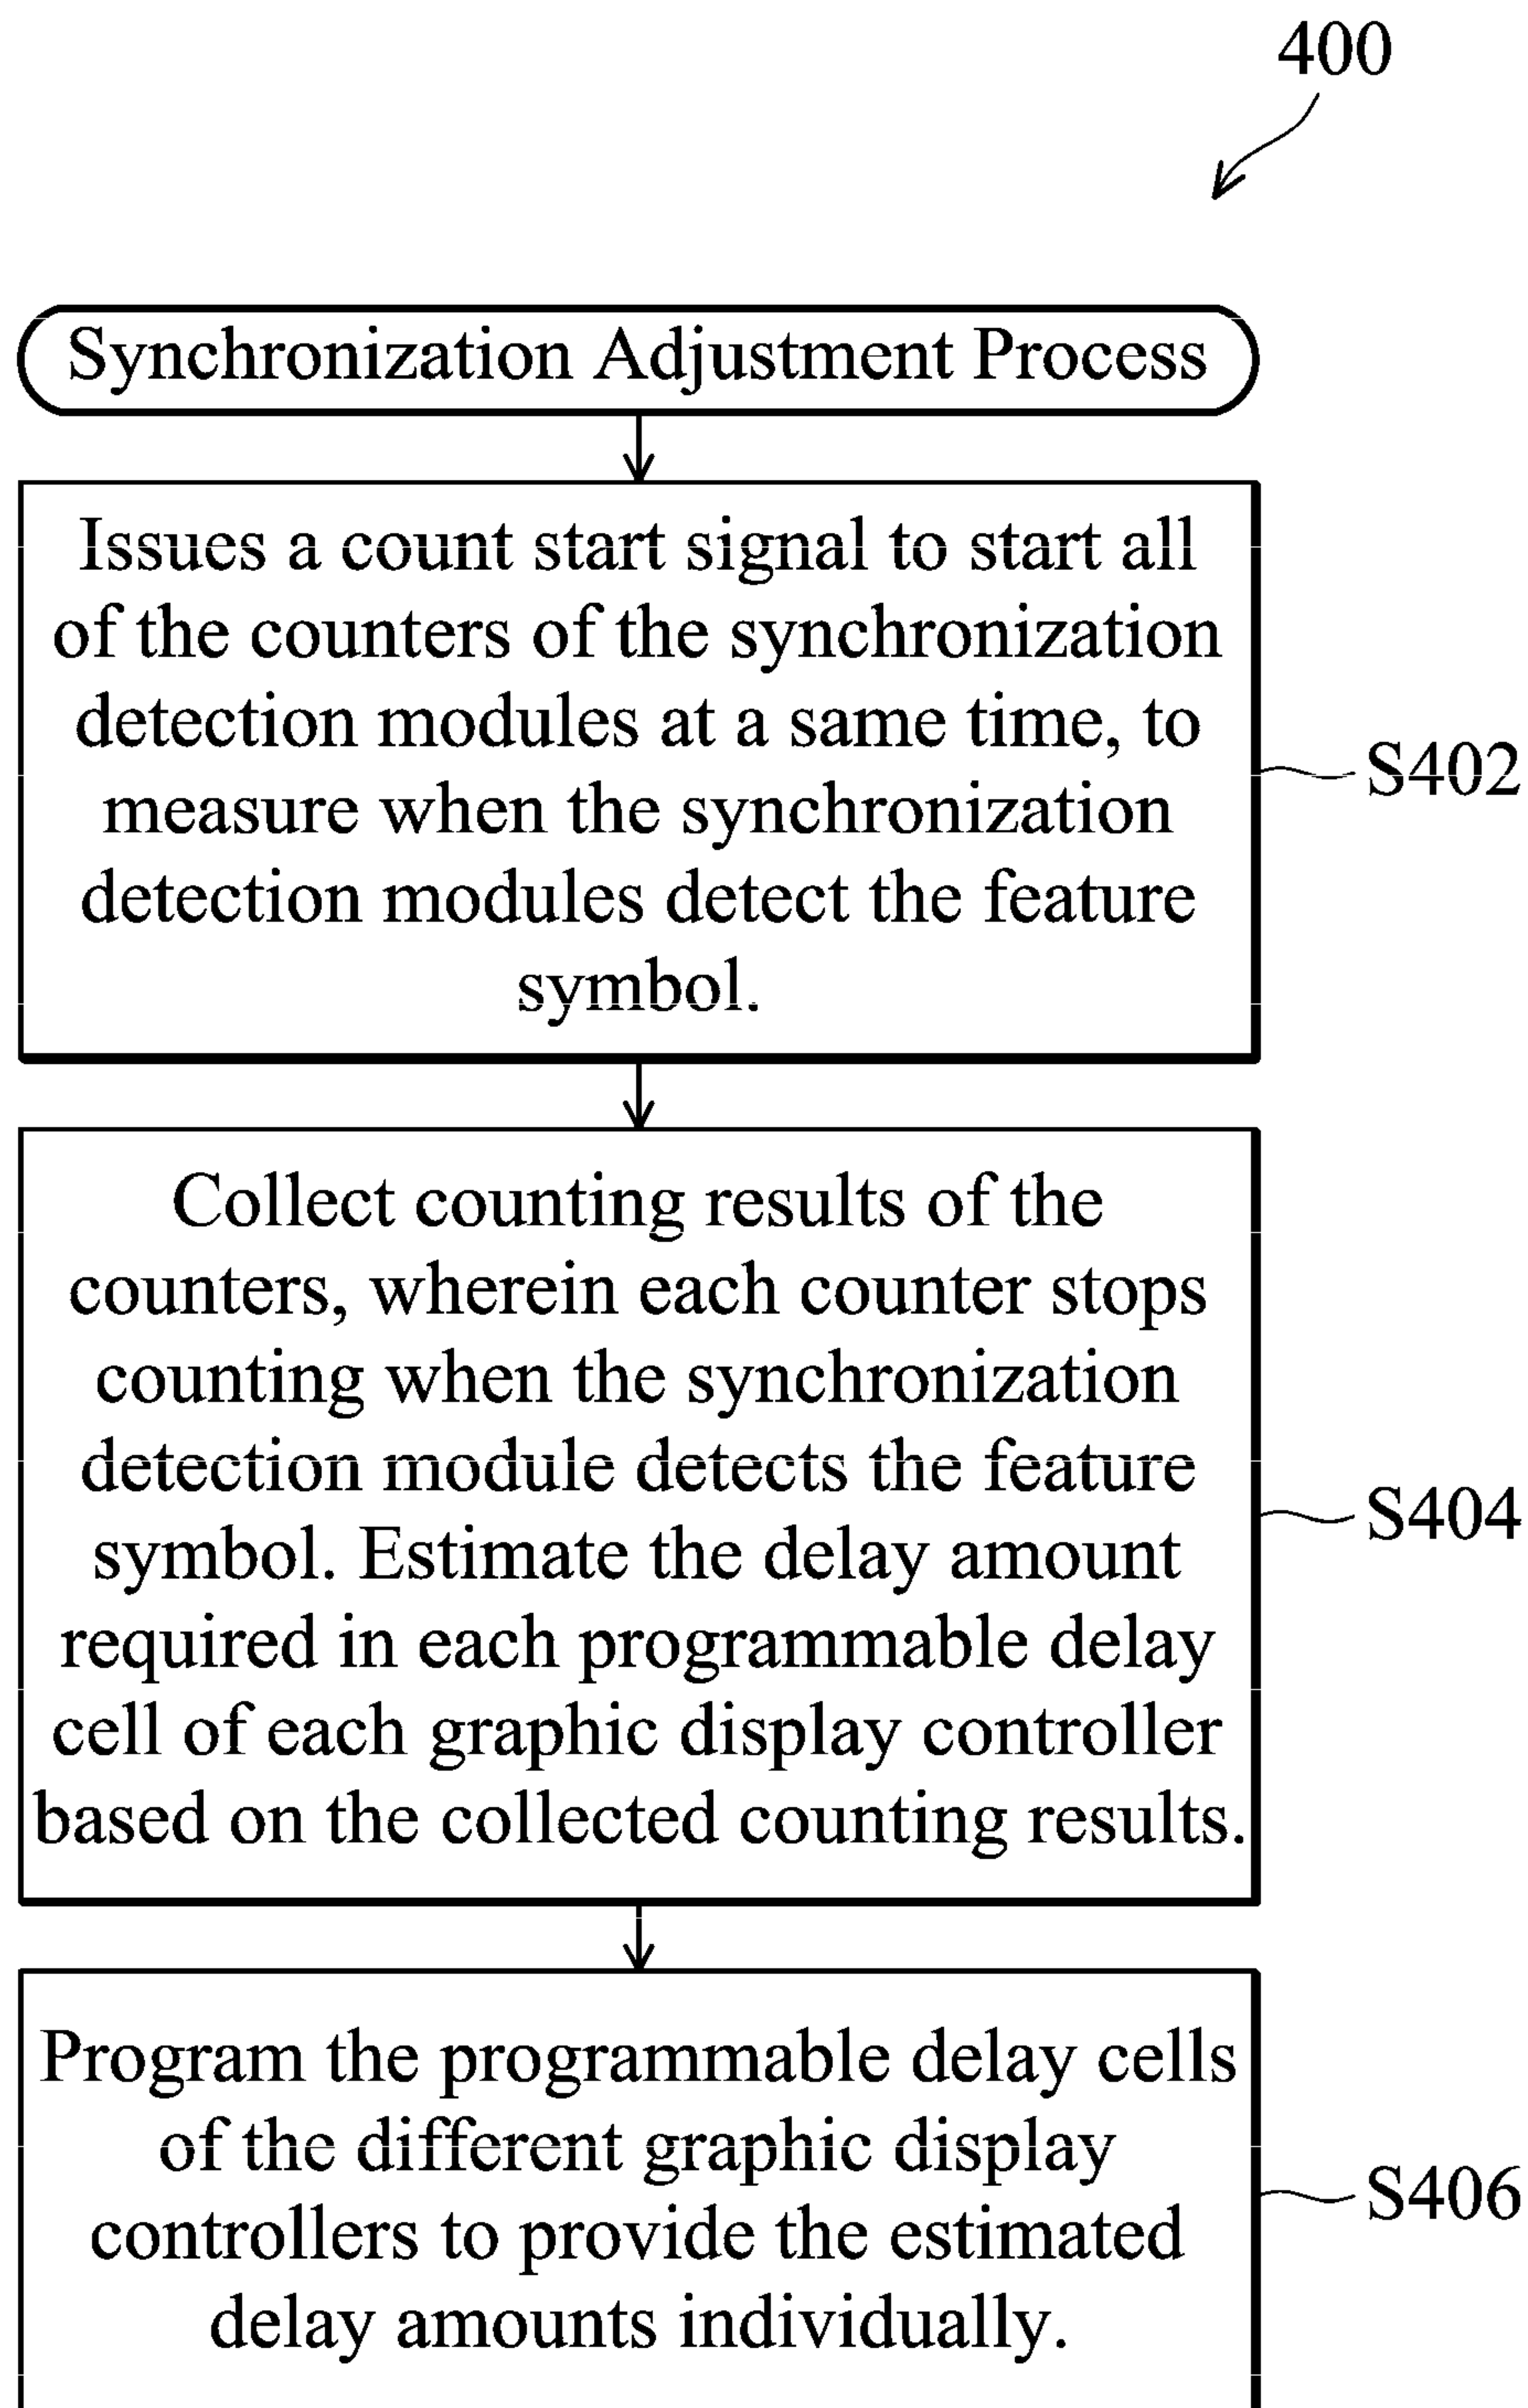 400
Synchronization Adjustment Process
Issues a count start signal to start all
of the counters of the synchronization
detection modules at a same time, to
measure when the synchronization
detection modules detect the feature
symbol.
S402
Collect counting results of the
counters, wherein each counter stops
counting when the synchronization
detection module detects the feature
symbol. Estimate the delay amount
required in each programmable delay
cell of each graphic display controller
based on the collected counting results.
S404
Program the programmable delay cells
of the different graphic display
controllers to provide the estimated
delay amounts individually.
S406